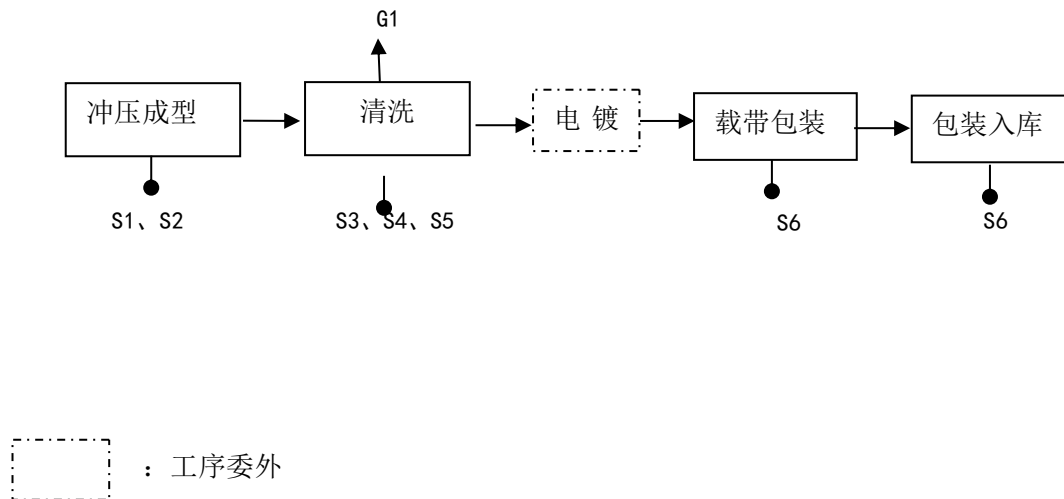 G1
冲压成型
清洗
电 镀
载带包装
包装入库
S1、S2
S3、S4、S5
S6
S6
：工序委外